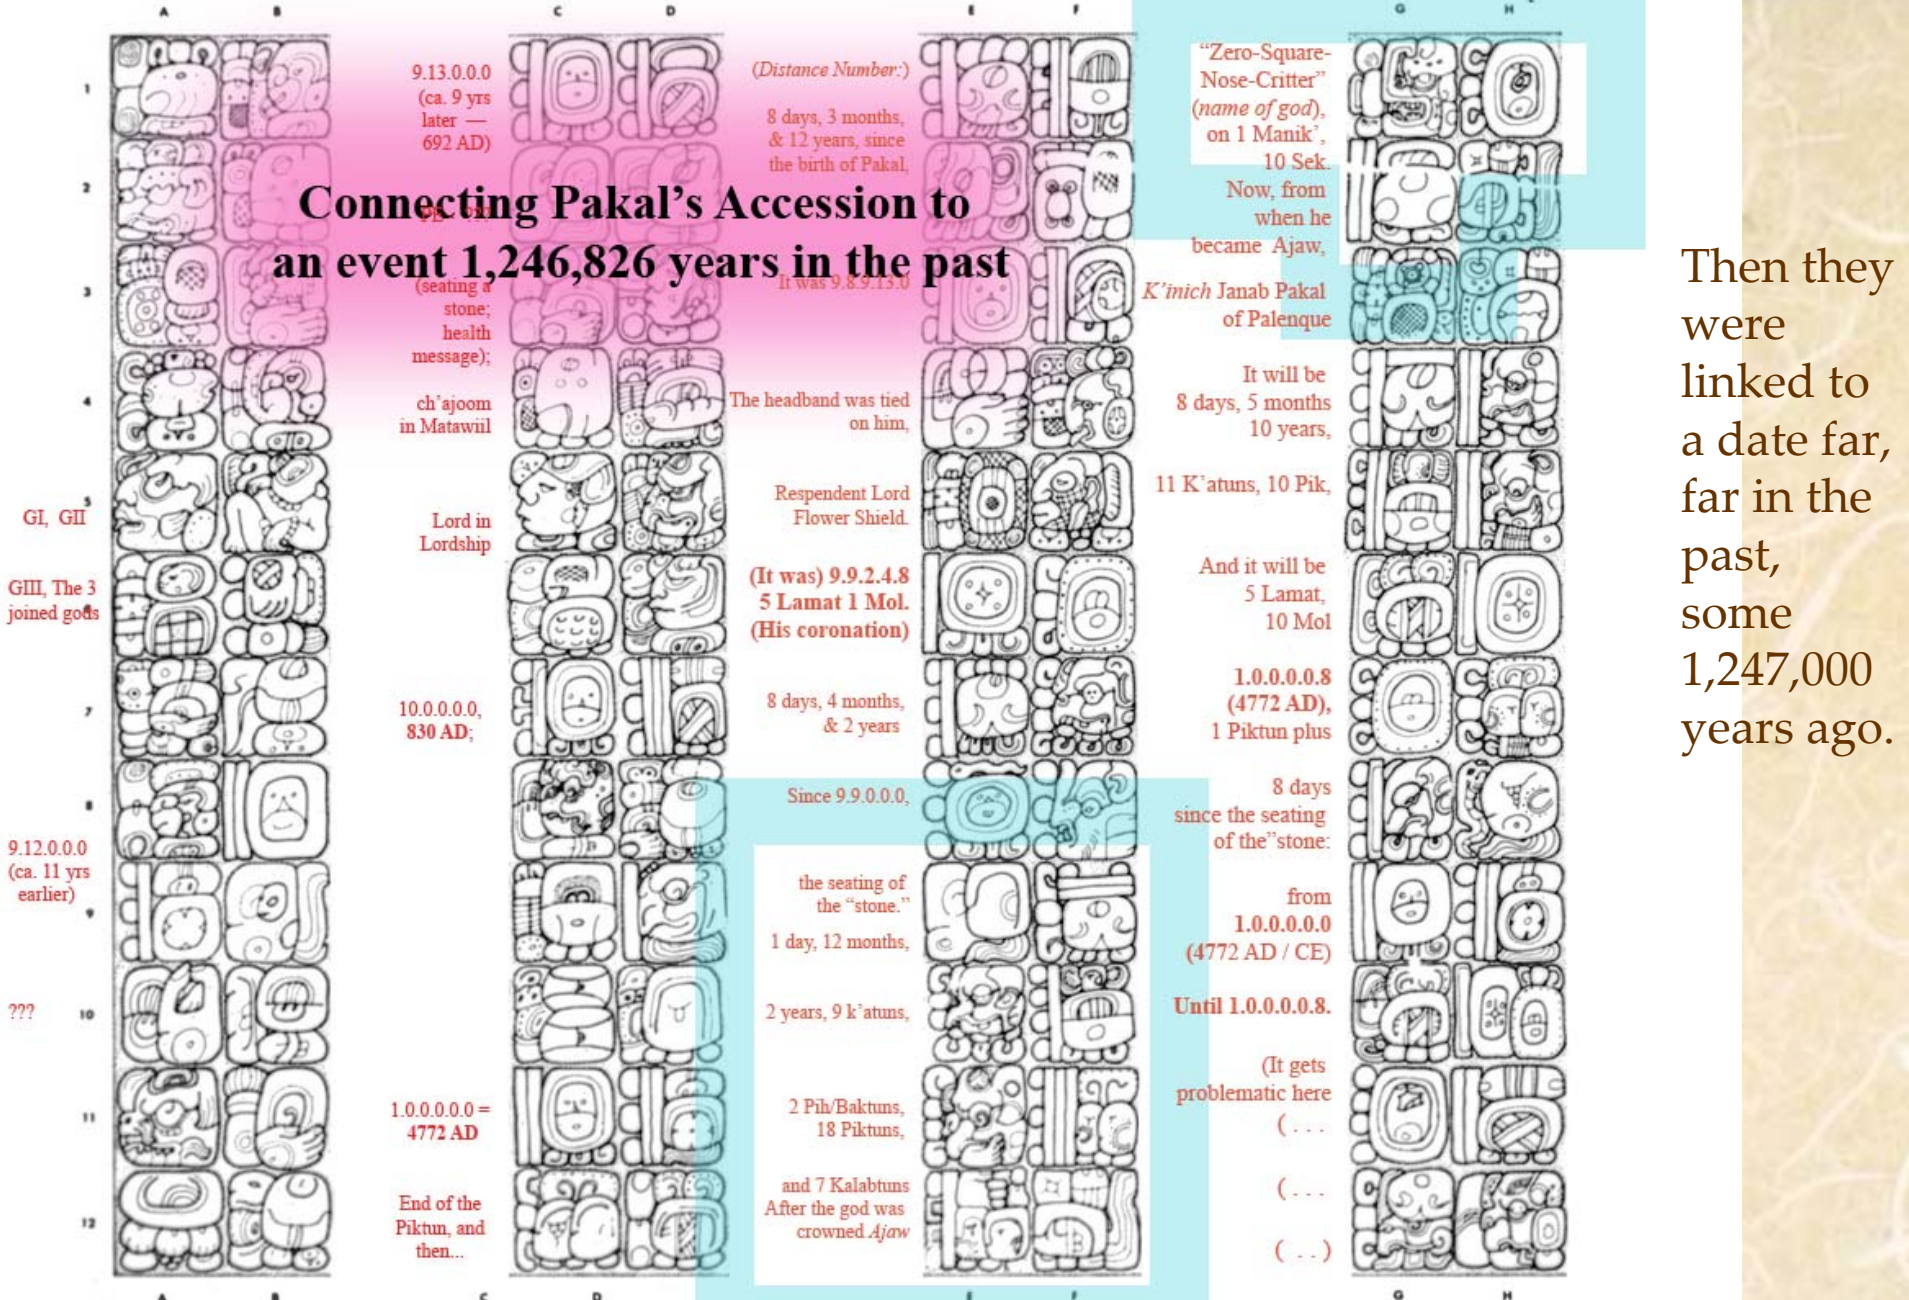 A B C D E F G H
1
2
3
4
5
7
8
9
10
11
12
GI, GII
GIII, The 3
joined gods
9.12.0.0.0
(ca. 11 yrs
earlier)
???
9.13.0.0.0
(ca. 9 yrs
later —
692 AD)
Connecting Pakal’s Accession to
an event 1,246,826 years in the past
(seating a
stone;
health
message);
ch’ajoom
in Matawiil
Lord in
Lordship
10.0.0.0.0,
830 AD;
1.0.0.0.0.0 =
4772 AD
End of the
Piktun, and
then...
(Distance Number:)
8 days, 3 months,
& 12 years, since
the birth of Pakal,
It was 9.8.9.13.0
The headband was tied
on him,
Respendent Lord
Flower Shield.
(It was) 9.9.2.4.8
5 Lamat 1 Mol.
(His coronation)
8 days, 4 months,
& 2 years
Since 9.9.0.0.0,
the seating of
the “stone.”
1 day, 12 months,
2 years, 9 k’atuns,
2 Pih/Baktuns,
18 Piktuns,
and 7 Kalabtuns
After the god was
crowned Ajaw
“Zero-Square-
Nose-Critter”
(name of god),
on 1 Manik’,
10 Sek.
Now, from
when he
became Ajaw,
K’inich Janab Pakal
of Palenque
It will be
8 days, 5 months
10 years,
11 K’atuns, 10 Pik,
And it will be
5 Lamat,
10 Mol
1.0.0.0.0.8
(4772 AD),
1 Piktun plus
8 days
since the seating
of the”stone:
from
1.0.0.0.0.0
(4772 AD / CE)
Until 1.0.0.0.0.8.
(It gets
problematic here
( . . .
( . . .
( . . )
Then they
were
linked to
a date far,
far in the
past,
some
1,247,000
years ago.
A B C D E F G H